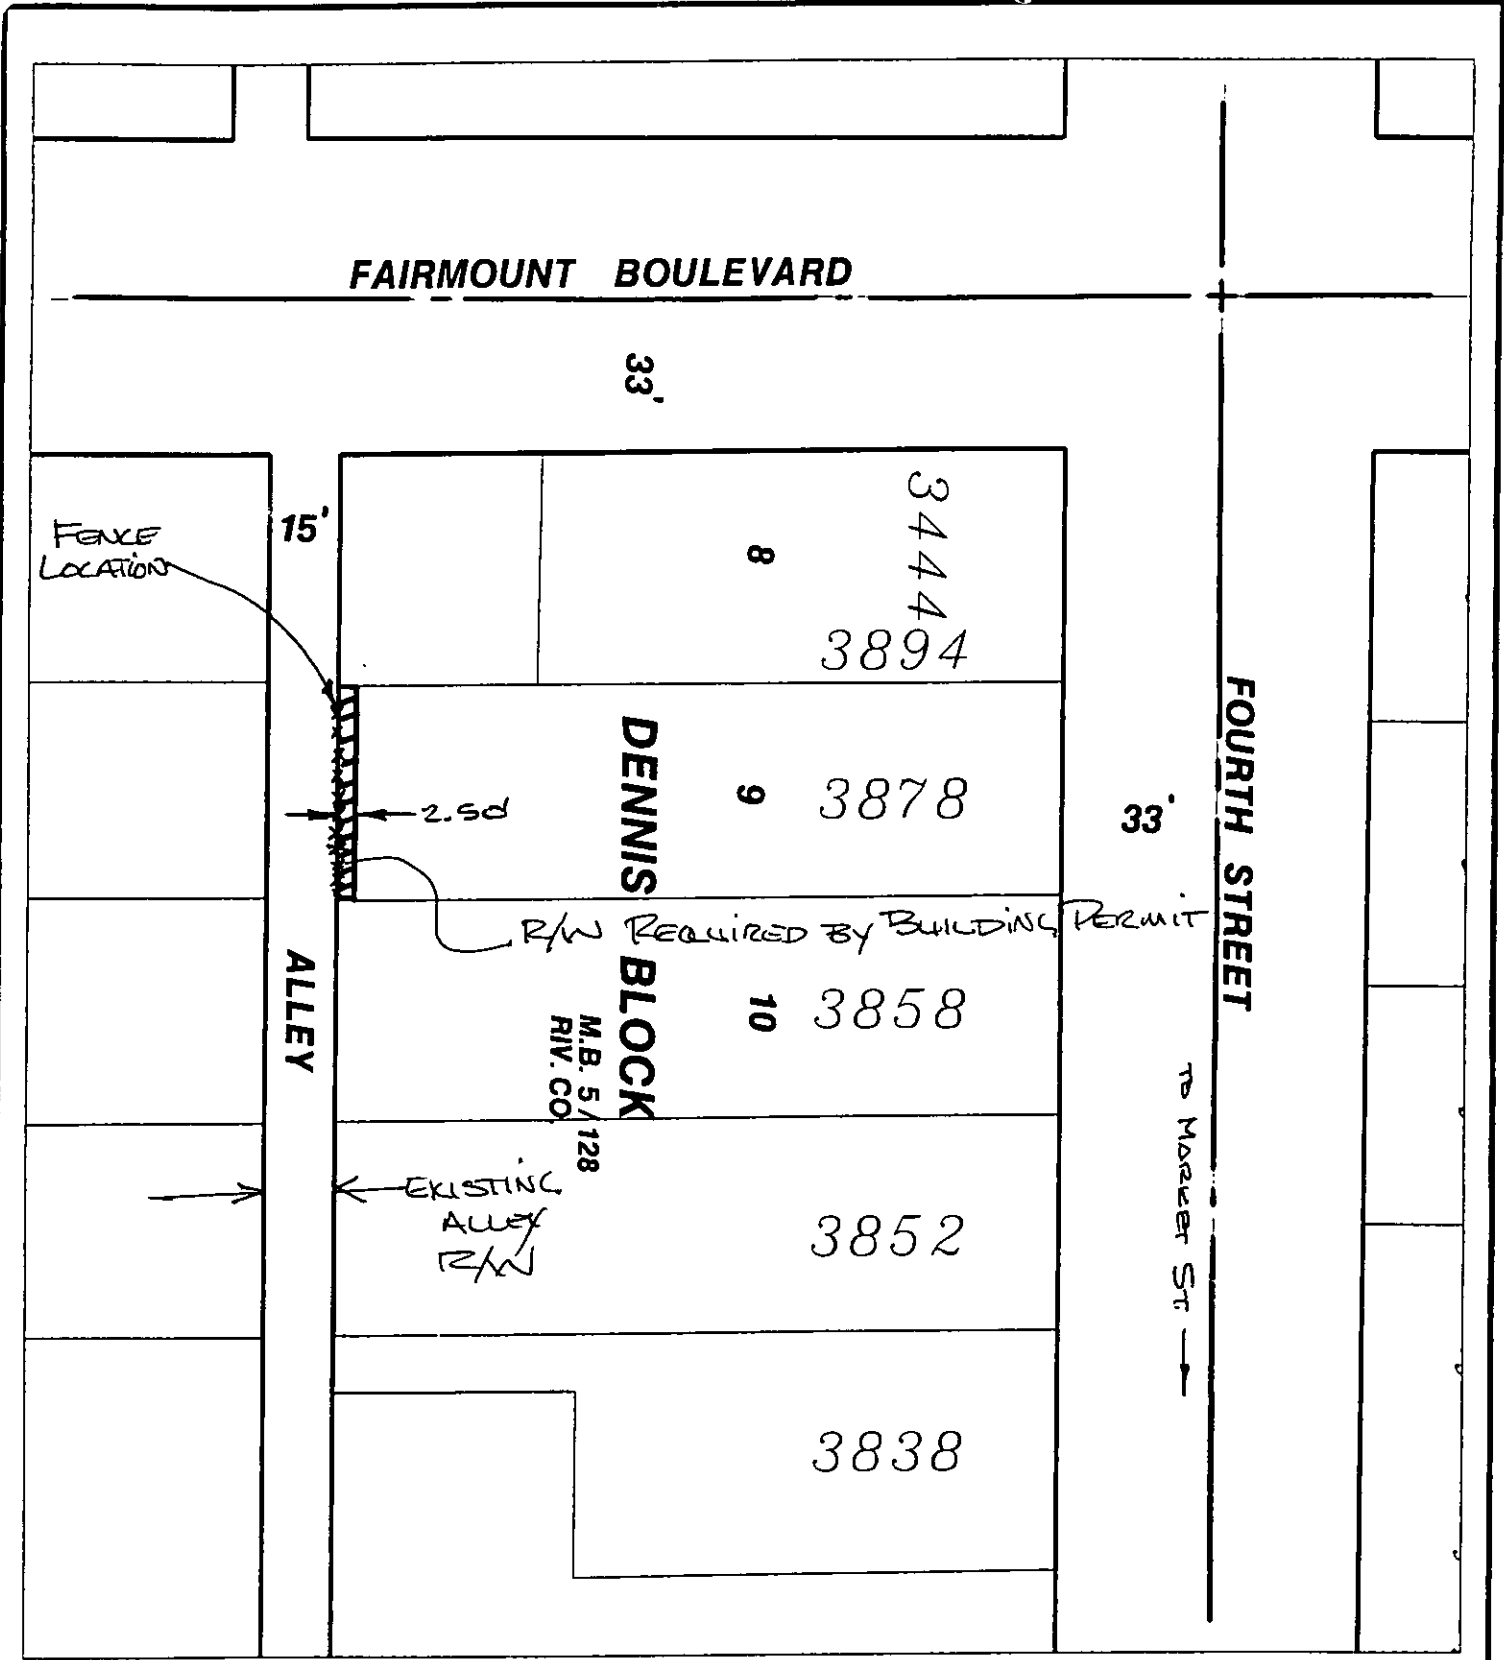 FAIRMOUNT BOULEVARD
33'
15'
FENCE
LOCATION
8
3444
3894
9
3878
2.50'
DENNIS BLOCK
M.B. 5/128
RIV. CO.
R/W REQUIRED BY BUILDING PERMIT
10
3858
33'
FOURTH STREET
TO MARKET ST.
ALLEY
EXISTING
ALLEY
R/W
3852
3838